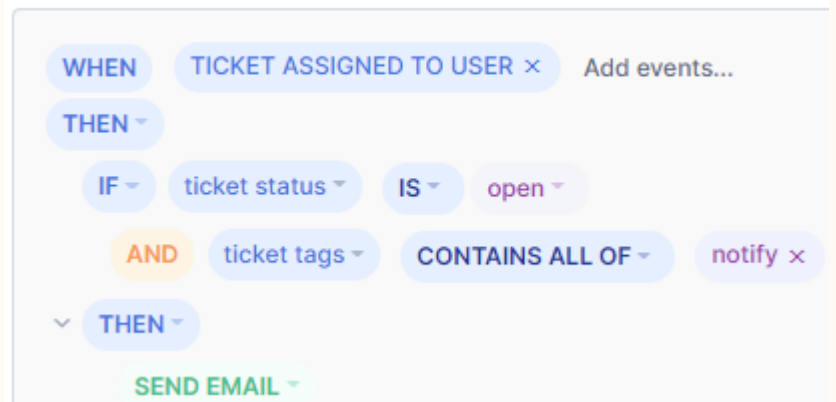 WHEN TICKET ASSIGNED TO USER × Add events...
THEN
IF ticket status IS open
AND ticket tags CONTAINS ALL OF notify ×
THEN
SEND EMAIL